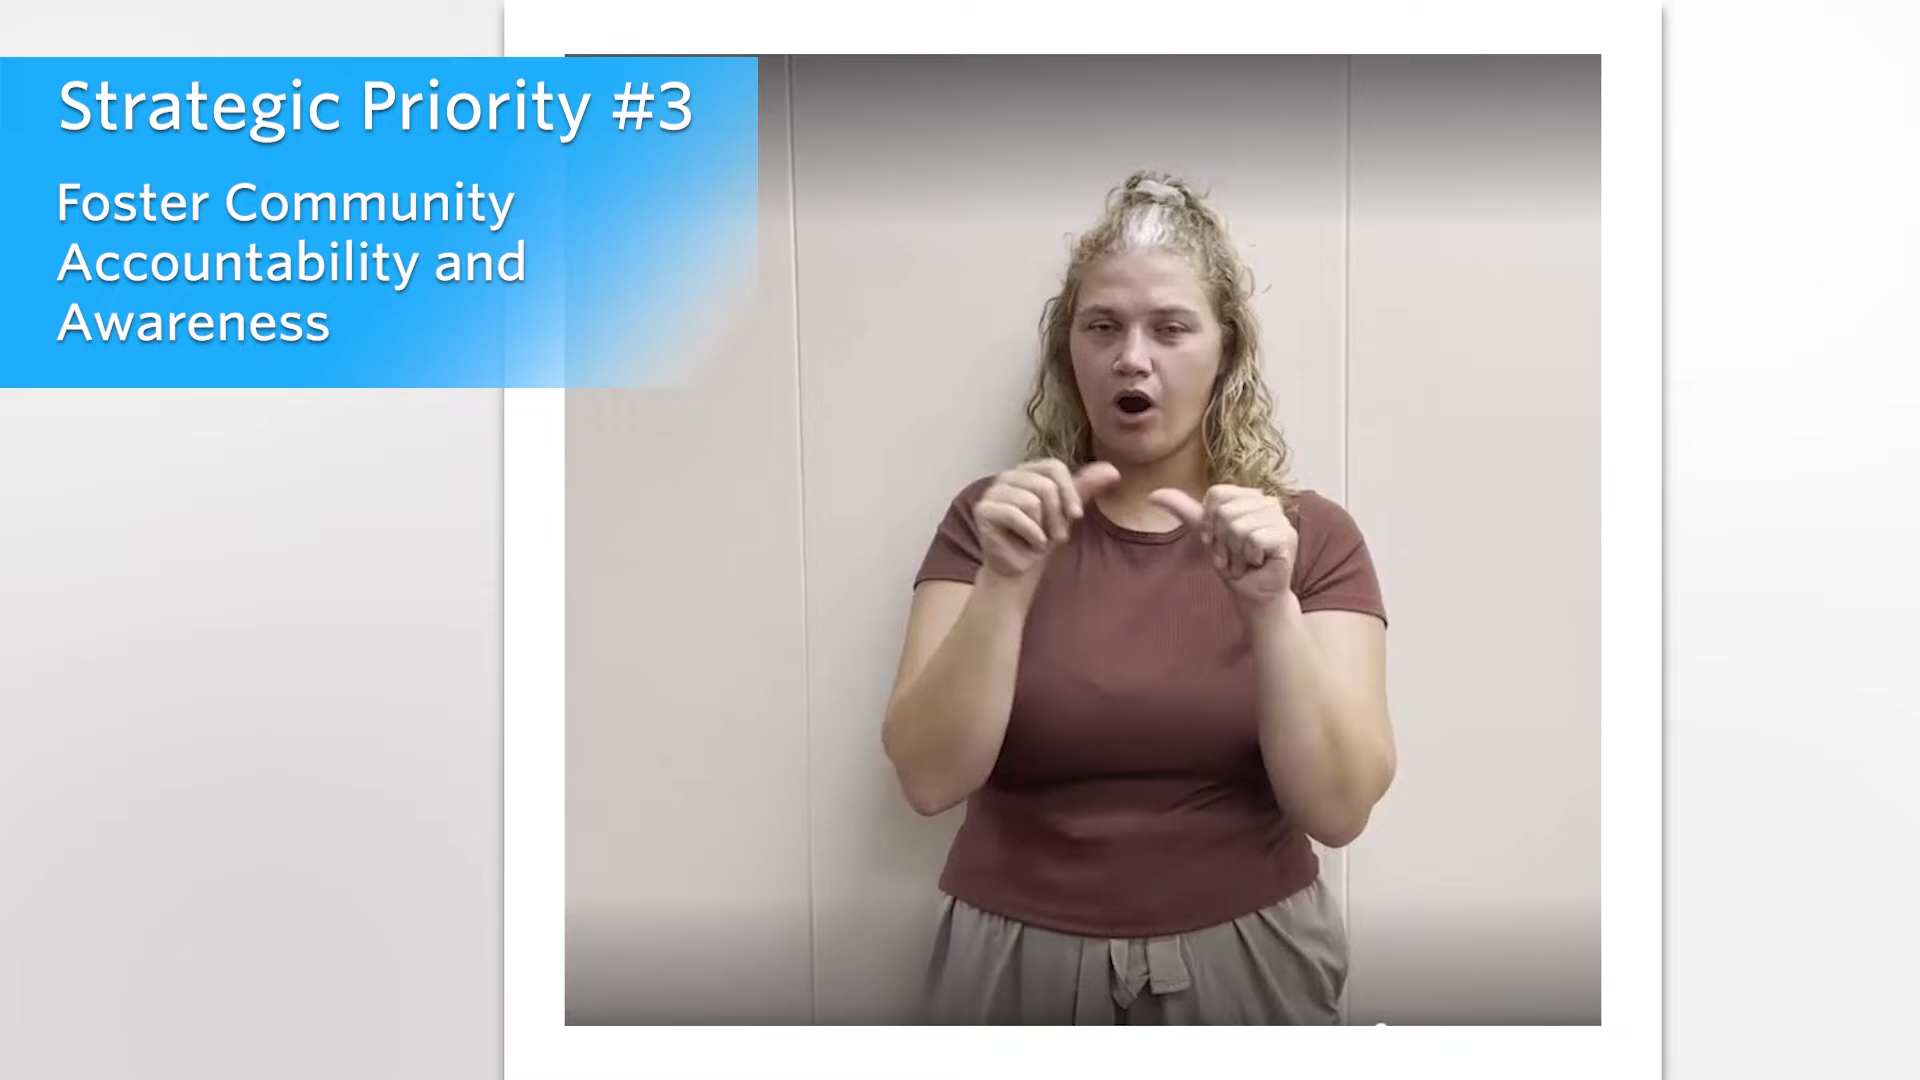 Strategic Priority #3
Foster Community
Accountability and
Awareness